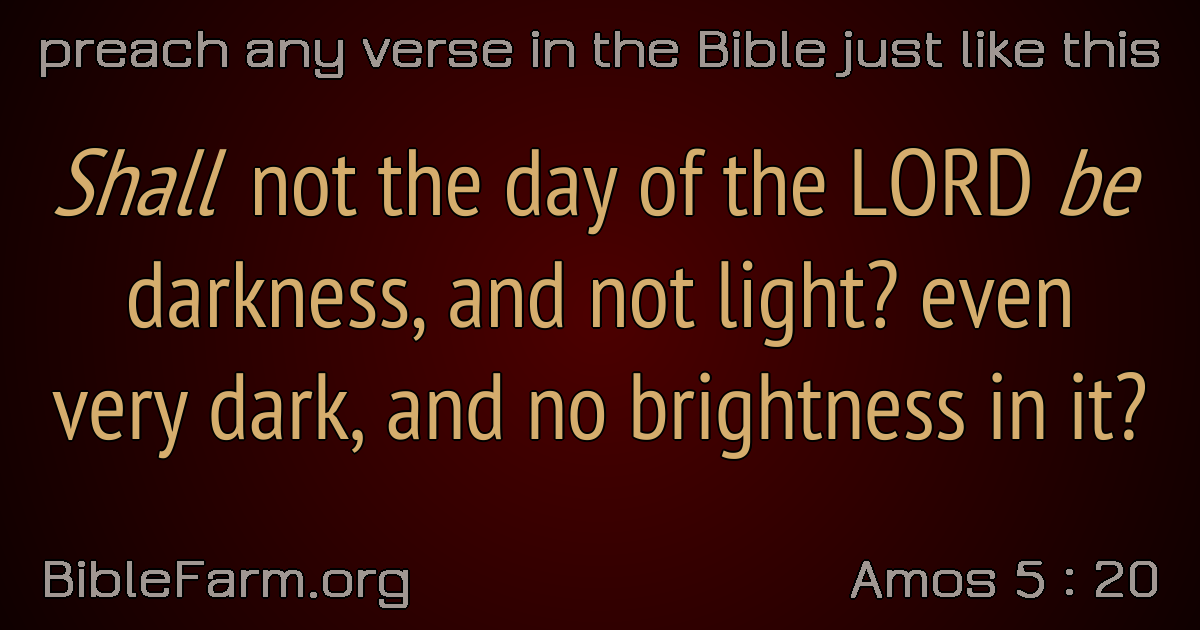 preach any verse in the Bible just like this
Shall not the day of the LORD be
darkness, and not light? even
very dark, and no brightness in it?
BibleFarm.org
Amos 5 : 20